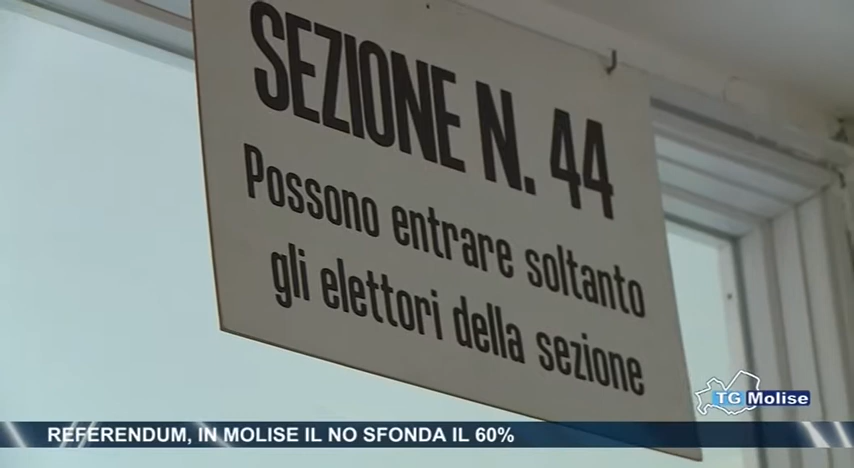 SEZIONE N. 44
Possono entrare soltanto
gli elettori della sezione
TG Molise
REFERENDUM, IN MOLISE IL NO SFONDA IL 60%